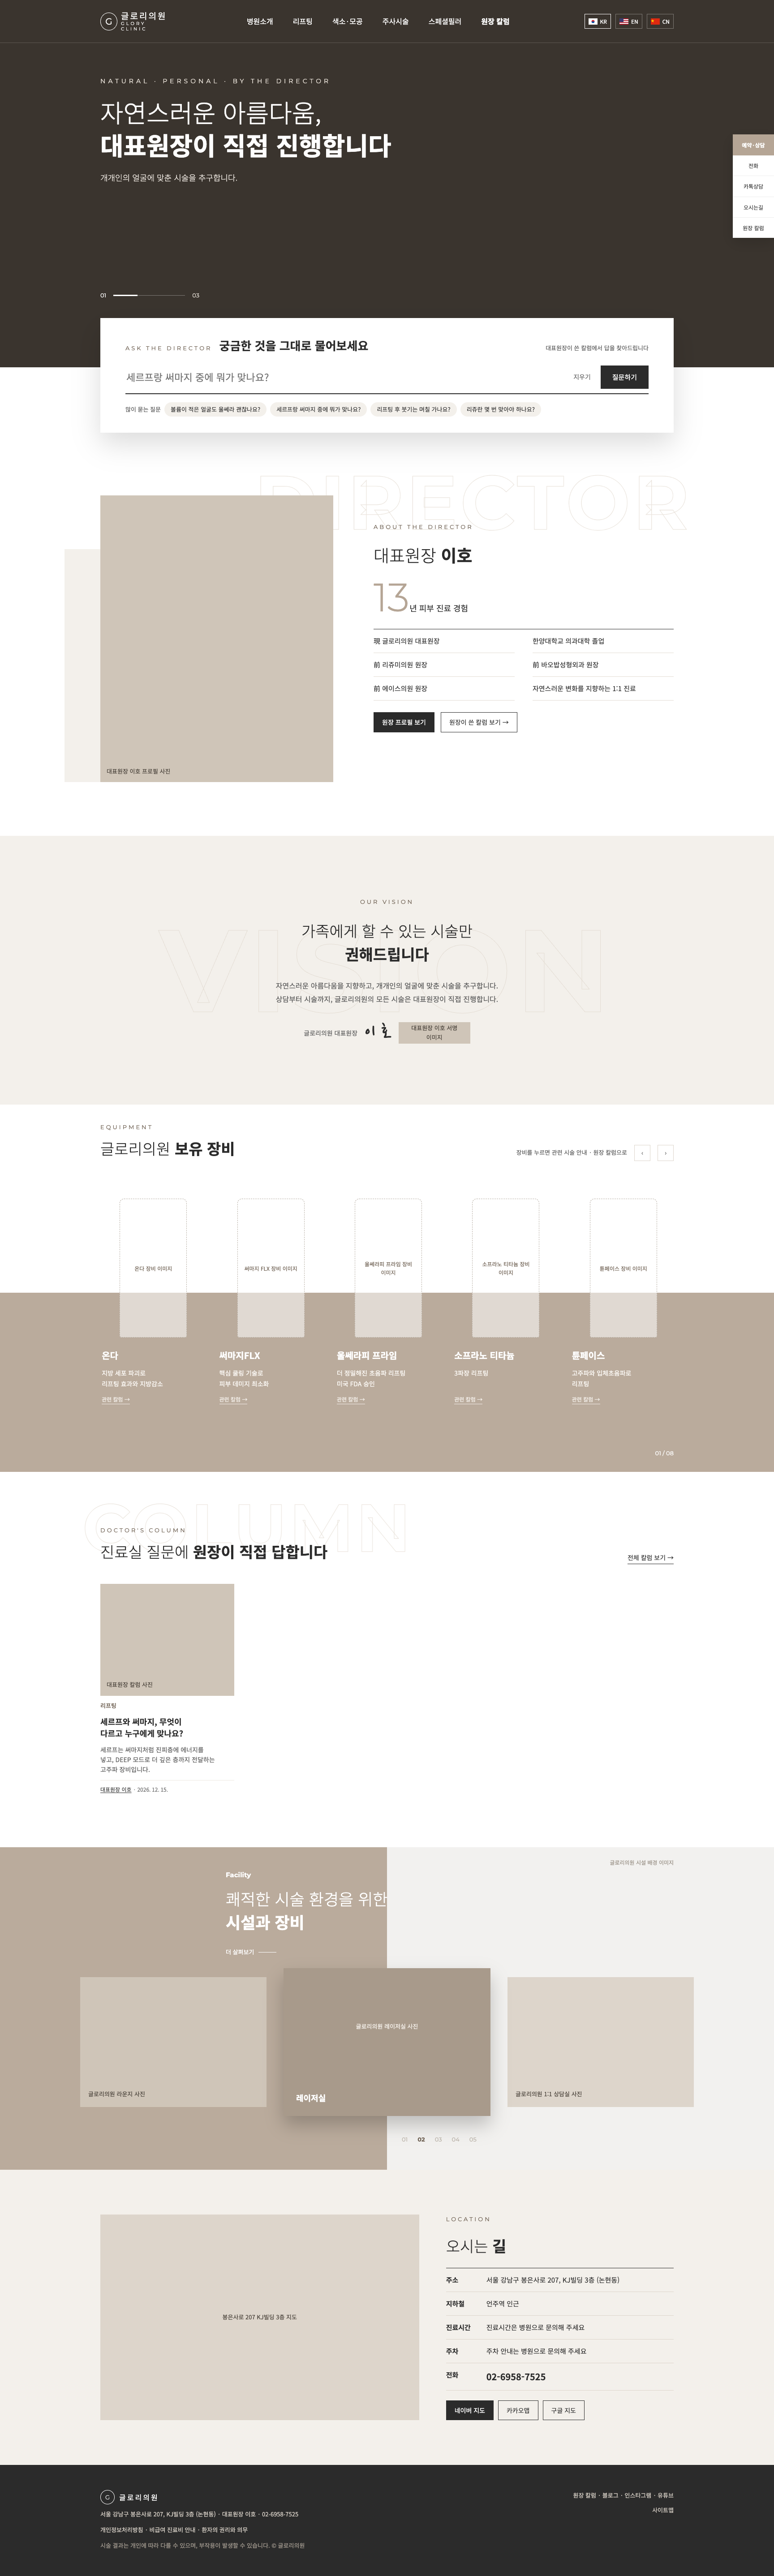 G 글로리의원
GLORY
CLINIC
병원소개 리프팅 색소·모공 주사시술 스페셜필러 원장 칼럼
KR EN CN
NATURAL · PERSONAL · BY THE DIRECTOR
자연스러운 아름다움,
대표원장이 직접 진행합니다
개개인의 얼굴에 맞춘 시술을 추구합니다.
예약·상담
전화
카톡상담
오시는길
원장 칼럼
01 03
ASK THE DIRECTOR 궁금한 것을 그대로 물어보세요 대표원장이 쓴 칼럼에서 답을 찾아드립니다
세르프랑 써마지 중에 뭐가 맞나요? 지우기 질문하기
많이 묻는 질문 볼륨이 적은 얼굴도 울쎄라 괜찮나요? 세르프랑 써마지 중에 뭐가 맞나요? 리프팅 후 붓기는 며칠 가나요? 리쥬란 몇 번 맞아야 하나요?
DIRECTOR
ABOUT THE DIRECTOR
대표원장 이호
13년 피부 진료 경험
現 글로리의원 대표원장 한양대학교 의과대학 졸업
前 리쥬미의원 원장 前 바오밥성형외과 원장
前 에이스의원 원장 자연스러운 변화를 지향하는 1:1 진료
원장 프로필 보기 원장이 쓴 칼럼 보기 →
대표원장 이호 프로필 사진
VISION
OUR VISION
가족에게 할 수 있는 시술만
권해드립니다
자연스러운 아름다움을 지향하고, 개개인의 얼굴에 맞춘 시술을 추구합니다.
상담부터 시술까지, 글로리의원의 모든 시술은 대표원장이 직접 진행합니다.
글로리의원 대표원장 이호 대표원장 이호 서명
이미지
EQUIPMENT
글로리의원 보유 장비
장비를 누르면 관련 시술 안내 · 원장 칼럼으로 ‹ ›
온다 장비 이미지 써마지 FLX 장비 이미지 울쎄라피 프라임 장비 소프라노 티타늄 장비 튠페이스 장비 이미지
이미지 이미지
온다 써마지FLX 울쎄라피 프라임 소프라노 티타늄 튠페이스
지방 세포 파괴로 핵심 쿨링 기술로 더 정밀해진 초음파 리프팅 3파장 리프팅 고주파와 입체초음파로
리프팅 효과와 지방감소 피부 데미지 최소화 미국 FDA 승인 리프팅
관련 칼럼 → 관련 칼럼 → 관련 칼럼 → 관련 칼럼 → 관련 칼럼 →
01 / 08
COLUMN
DOCTOR'S COLUMN
진료실 질문에 원장이 직접 답합니다
전체 칼럼 보기 →
대표원장 칼럼 사진
리프팅
세르프와 써마지, 무엇이
다르고 누구에게 맞나요?
세르프는 써마지처럼 진피층에 에너지를
넣고, DEEP 모드로 더 깊은 층까지 전달하는
고주파 장비입니다.
대표원장 이호 · 2026. 12. 15.
글로리의원 시설 배경 이미지
Facility
쾌적한 시술 환경을 위한
시설과 장비
더 살펴보기
글로리의원 라운지 사진
글로리의원 레이저실 사진
레이저실
글로리의원 1:1 상담실 사진
01 02 03 04 05
봉은사로 207 KJ빌딩 3층 지도
LOCATION
오시는 길
주소 서울 강남구 봉은사로 207, KJ빌딩 3층 (논현동)
지하철 언주역 인근
진료시간 진료시간은 병원으로 문의해 주세요
주차 주차 안내는 병원으로 문의해 주세요
전화 02-6958-7525
네이버 지도 카카오맵 구글 지도
G 글로리의원
서울 강남구 봉은사로 207, KJ빌딩 3층 (논현동) · 대표원장 이호 · 02-6958-7525
개인정보처리방침 · 비급여 진료비 안내 · 환자의 권리와 의무
시술 결과는 개인에 따라 다를 수 있으며, 부작용이 발생할 수 있습니다. © 글로리의원
원장 칼럼 · 블로그 · 인스타그램 · 유튜브
사이트맵